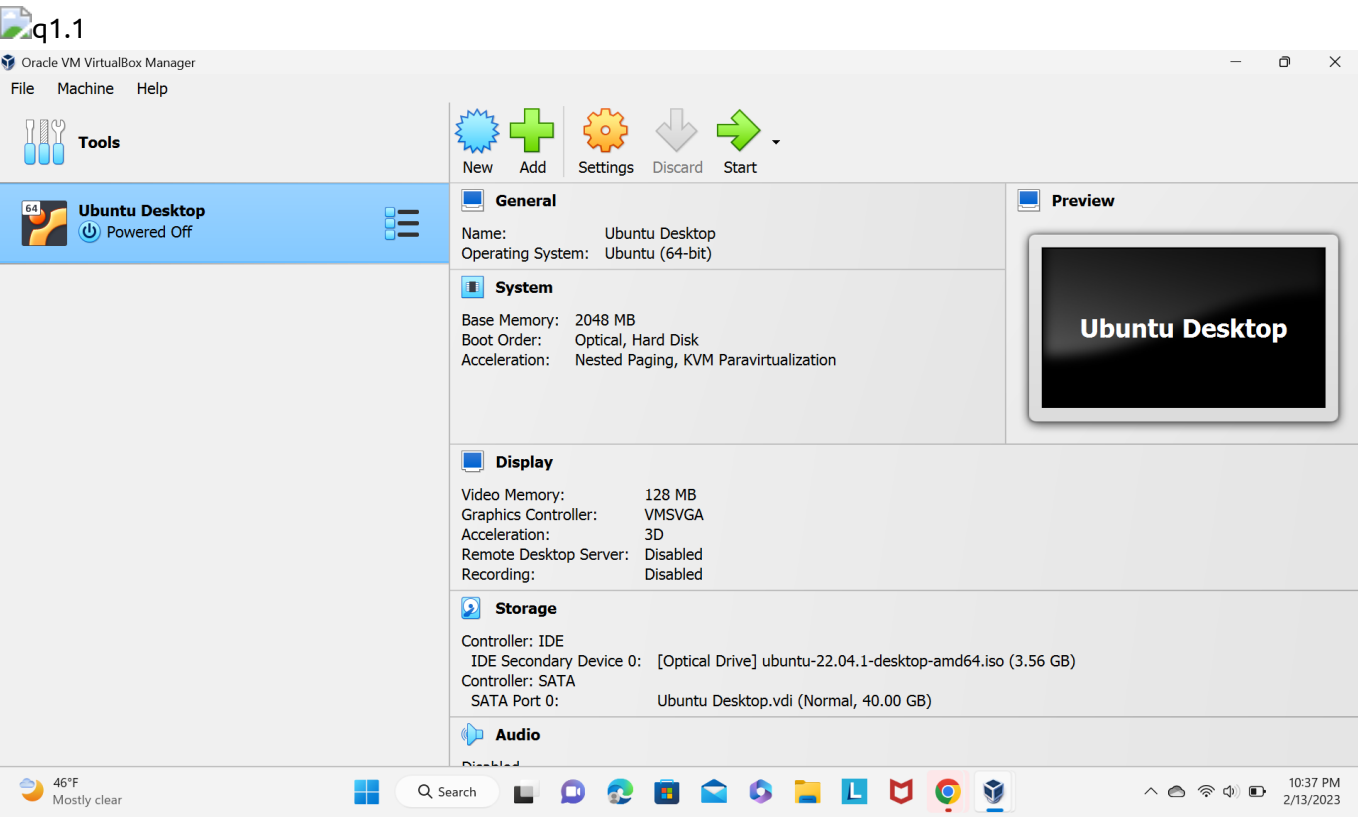 q1.1
Oracle VM VirtualBox Manager
File Machine Help
Tools
New Add Settings Discard Start
64
Ubuntu Desktop
Powered Off
General
Name: Ubuntu Desktop
Operating System: Ubuntu (64-bit)
Preview
Ubuntu Desktop
System
Base Memory: 2048 MB
Boot Order: Optical, Hard Disk
Acceleration: Nested Paging, KVM Paravirtualization
Display
Video Memory: 128 MB
Graphics Controller: VMSVGA
Acceleration: 3D
Remote Desktop Server: Disabled
Recording: Disabled
Storage
Controller: IDE
IDE Secondary Device 0: [Optical Drive] ubuntu-22.04.1-desktop-amd64.iso (3.56 GB)
Controller: SATA
SATA Port 0: Ubuntu Desktop.vdi (Normal, 40.00 GB)
Audio
Disabled
46°F
Mostly clear
Search
L
10:37 PM
2/13/2023